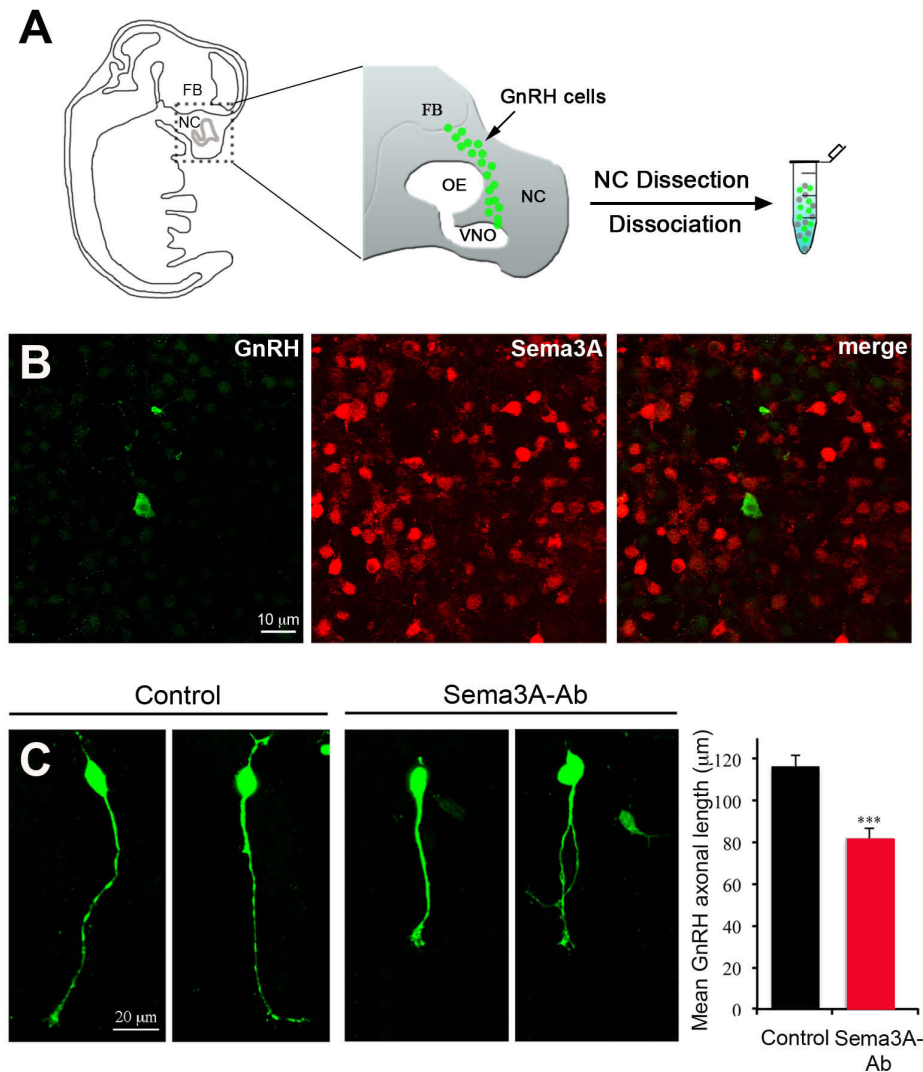 A
FB
NC
FB
GnRH cells
OE
NC
VNO
NC Dissection
Dissociation
B
GnRH
Sema3A
merge
10 μm
Control
Sema3A-Ab
C
20 μm
Mean GnRH axonal length (μm)
120
100
80
60
40
20
0
***
Control
Sema3A-
Ab